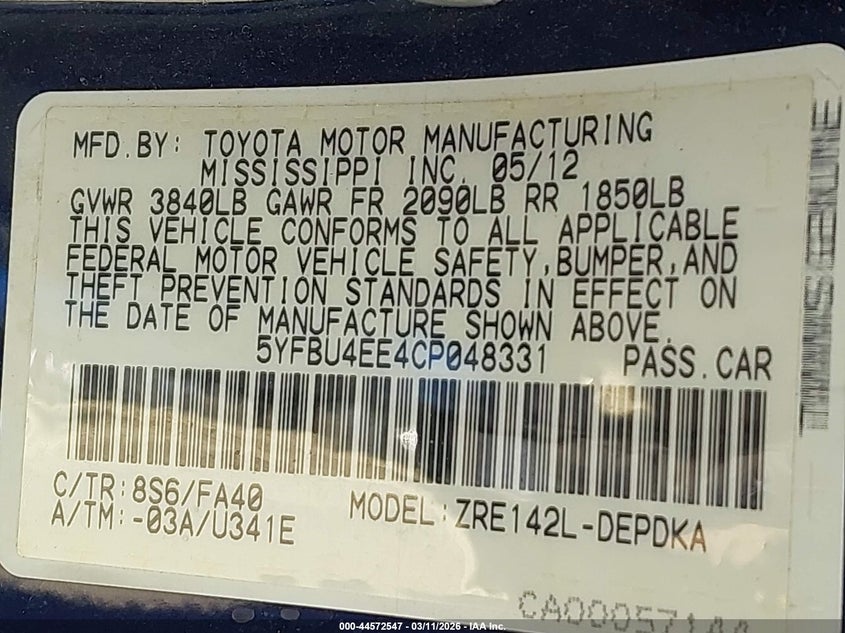 MFD.BY: TOYOTA MOTOR MANUFACTURING
MISSISSIPPI INC. 05/12
GVWR 3840LB GAWR FR 2090LB RR 1850LB
THIS VEHICLE CONFORMS TO ALL APPLICABLE
FEDERAL MOTOR VEHICLE SAFETY,BUMPER,AND
THEFT PREVENTION STANDARDS IN EFFECT ON
THE DATE OF MANUFACTURE SHOWN ABOVE.
5YFBU4EE4CP048331 PASS.CAR
C/TR:8S6/FA40
A/TM:-03A/U341E
MODEL:ZRE142L-DEPDKA
000-44572547 - 03/11/2026 - IAA Inc.